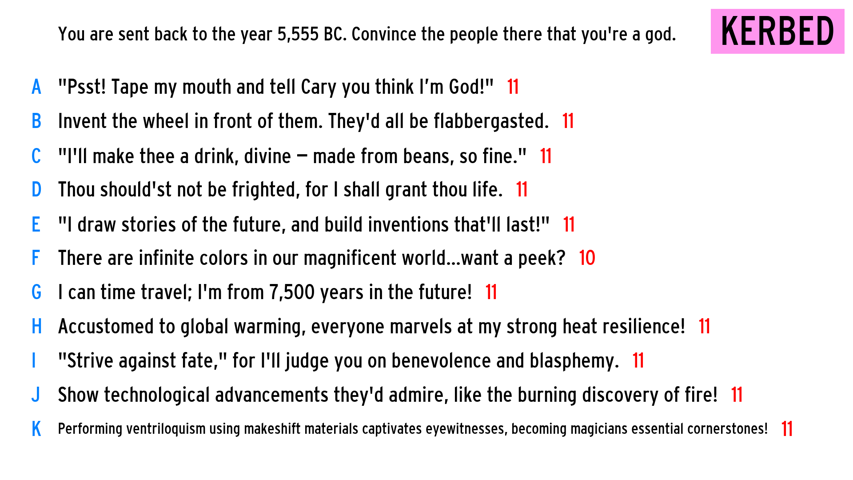 You are sent back to the year 5,555 BC. Convince the people there that you're a god.
KERBED
A "Psst! Tape my mouth and tell Cary you think I’m God!" 11
B Invent the wheel in front of them. They'd all be flabbergasted. 11
C "I'll make thee a drink, divine – made from beans, so fine." 11
D Thou should'st not be frighted, for I shall grant thou life. 11
E "I draw stories of the future, and build inventions that'll last!" 11
F There are infinite colors in our magnificent world...want a peek? 10
G I can time travel; I'm from 7,500 years in the future! 11
H Accustomed to global warming, everyone marvels at my strong heat resilience! 11
I "Strive against fate," for I'll judge you on benevolence and blasphemy. 11
J Show technological advancements they'd admire, like the burning discovery of fire! 11
K Performing ventriloquism using makeshift materials captivates eyewitnesses, becoming magicians essential cornerstones! 11